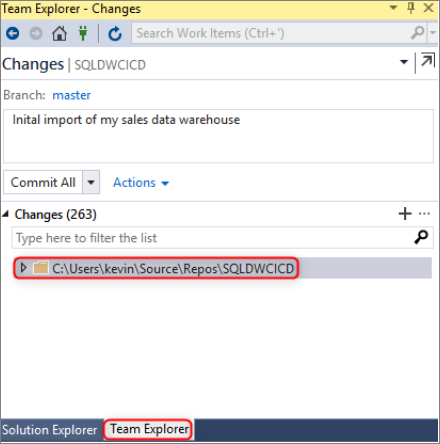 Team Explorer - Changes
Search Work Items (Ctrl+')
Changes | SQLDWCICD
Branch: master
Inital import of my sales data warehouse
Commit All Actions
Changes (263)
Type here to filter the list
C:\Users\kevin\Source\Repos\SQLDWCICD
Solution Explorer Team Explorer